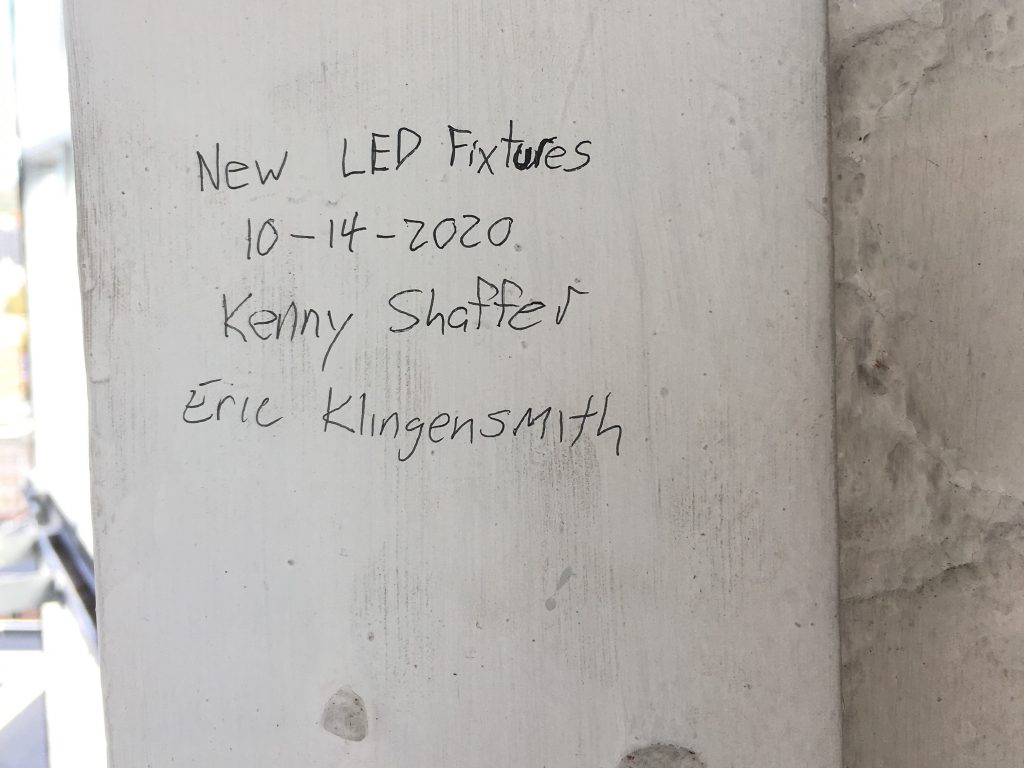 New LED Fixtures
10-14-2020
Kenny Shaffer
Eric Klingensmith